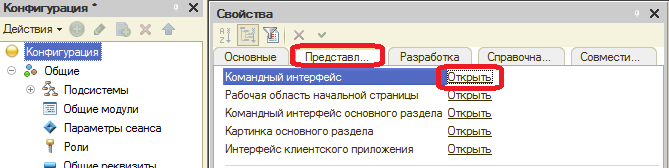 Конфигурация *
Действия
Конфигурация
Общие
Подсистемы
Общие модули
Параметры сеанса
Роли
Общие реквизиты
Свойства
Основные
Представл...
Разработка
Справочна...
Совмести...
Командный интерфейс Открыть
Рабочая область начальной страницы Открыть
Командный интерфейс основного раздела Открыть
Картинка основного раздела Открыть
Интерфейс клиентского приложения Открыть